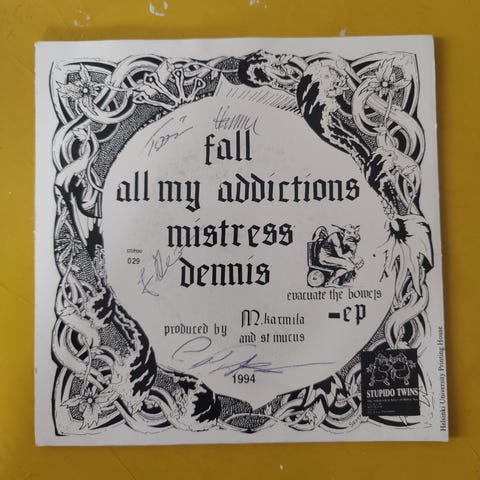 fall
all my addictions
mistress
dennis
stereo
029
evacuate the bowels
-ep
produced by M. karmila
and st mucus
1994
STUPIDO TWINS
Helsinki University Printing House